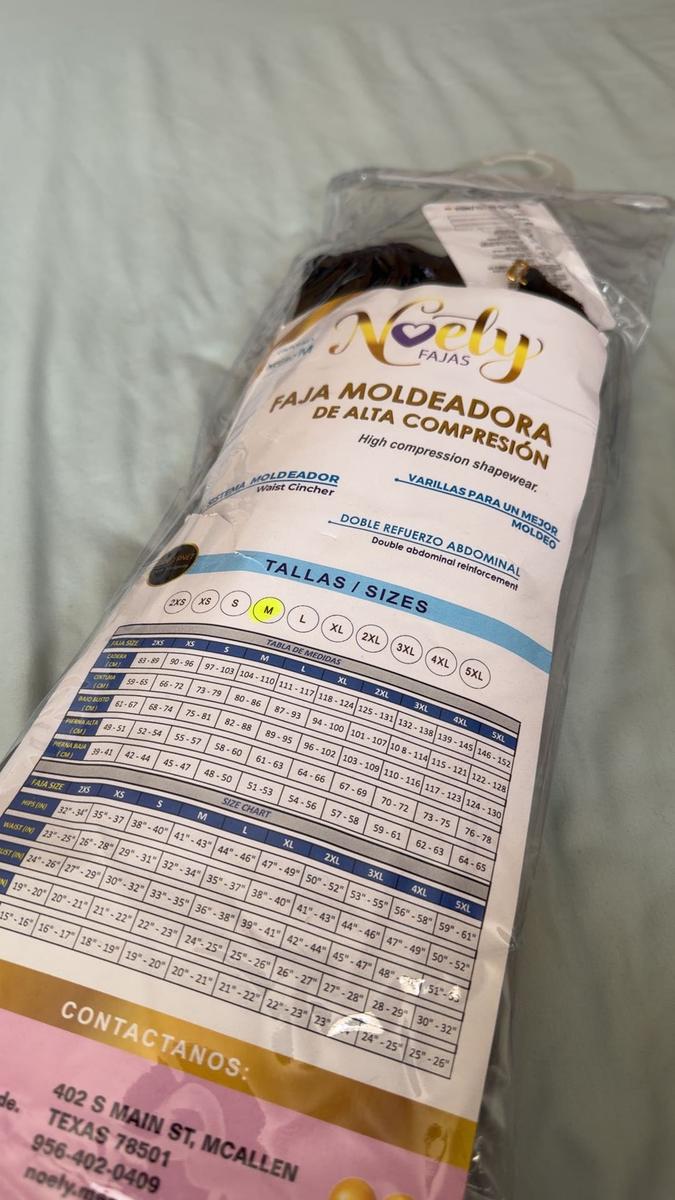 Noely
FAJAS
FAJA MOLDEADORA
DE ALTA COMPRESIÓN
High compression shapewear.
SISTEMA MOLDEADOR
Waist Cincher
VARILLAS PARA UN MEJOR
MOLDEO
DOBLE REFUERZO ABDOMINAL
Double abdominal reinforcement
TALLAS / SIZES
2XS XS S M L XL 2XL 3XL 4XL 5XL
TABLA DE MEDIDAS
FAJA SIZE 2XS XS S M L XL 2XL 3XL 4XL 5XL
CADERA (CM) 83-89 90-96 97-103 104-110 111-117 118-124 125-131 132-138 139-145 146-152
CINTURA (CM) 59-65 66-72 73-79 80-86 87-93 94-100 101-107 108-114 115-121 122-128
BAJO BUSTO (CM) 61-67 68-74 75-81 82-88 89-95 96-102 103-109 110-116 117-123 124-130
PIERNA ALTA (CM) 49-51 52-54 55-57 58-60 61-63 64-66 67-69 70-72 73-75 76-78
PIERNA BAJA (CM) 39-41 42-44 45-47 48-50 51-53 54-56 57-58 59-61 62-63 64-65
SIZE CHART
FAJA SIZE 2XS XS S M L XL 2XL 3XL 4XL 5XL
HIPS (IN) 32"-34" 35"-37 38"-40" 41"-43" 44"-46" 47"-49" 50"-52" 53"-55" 56"-58" 59"-61"
WAIST (IN) 23"-25" 26"-28" 29"-31" 32"-34" 35"-37" 38"-40" 41"-43" 44"-46" 47"-49" 50"-52"
24"-26" 27"-29" 30"-32" 33"-35" 36"-38" 39"-41" 42"-44" 45"-47" 48"
19"-20" 20"-21" 21"-22" 22"-23" 24"-25" 25"-26" 26"-27" 27"-28" 28-29" 30"-32"
15"-16" 16"-17" 18"-19" 19"-20" 20"-21" 21"-22" 22"-23" 23" 24"-25" 25"-26"
CONTACTANOS:
402 S MAIN ST, MCALLEN
TEXAS 78501
956-402-0409